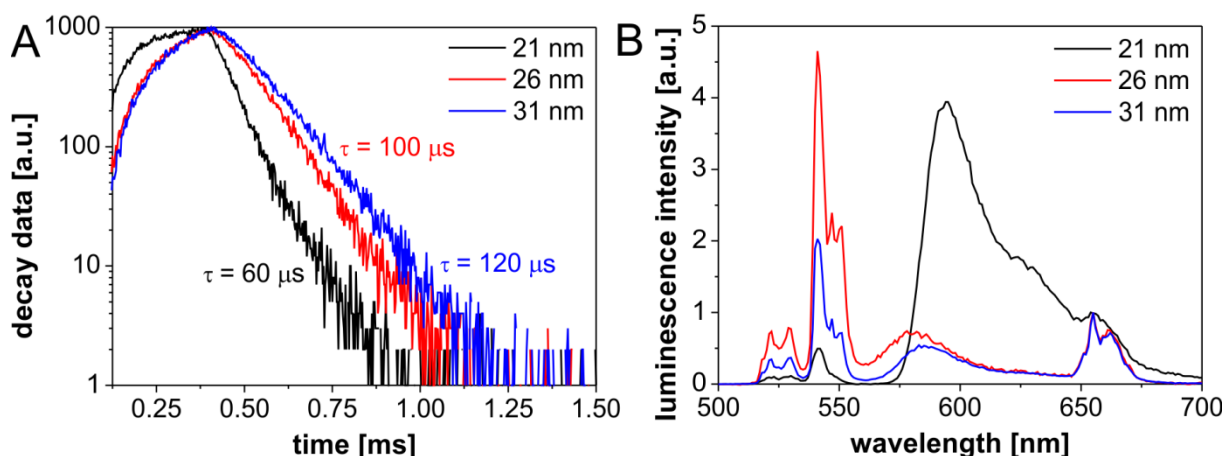 A
decay data [a.u.]
1000
100
10
1
0.25
0.50
0.75
1.00
1.25
1.50
time [ms]
21 nm
26 nm
31 nm
τ = 100 μs
τ = 60 μs
τ = 120 μs
B
luminescence intensity [a.u.]
5
4
3
2
1
0
500
550
600
650
700
wavelength [nm]
21 nm
26 nm
31 nm